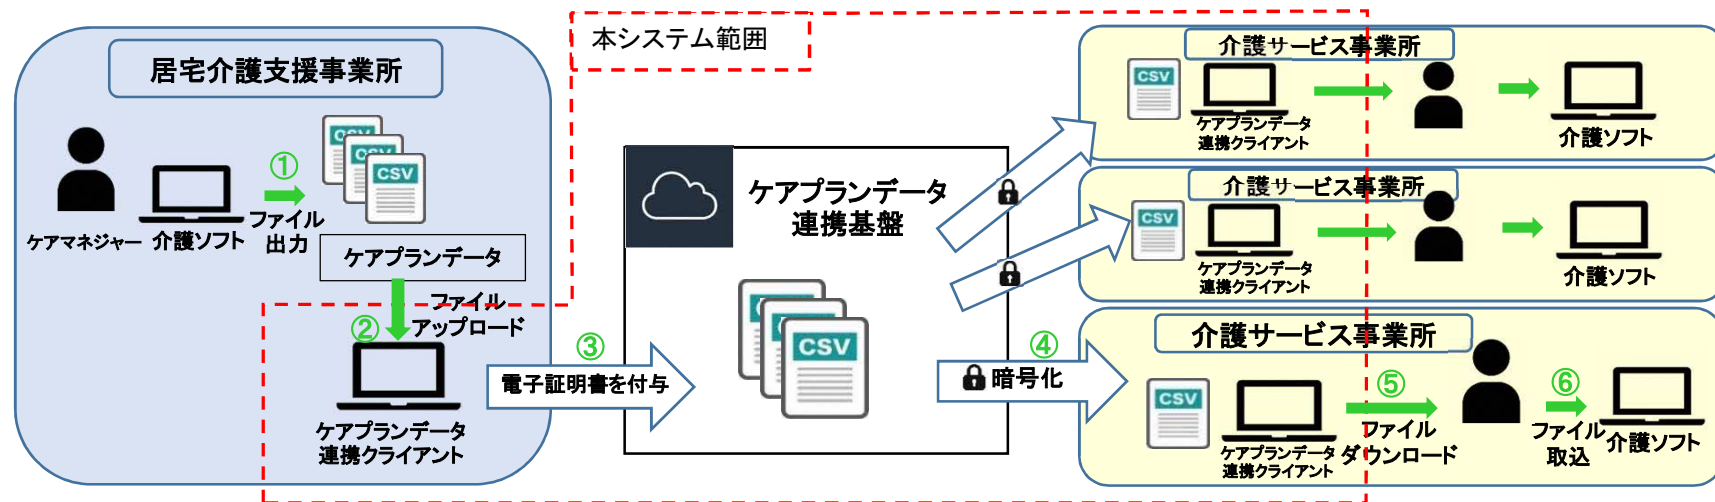 本システム範囲
居宅介護支援事業所
CSV
CSV
CSV
①
ケアマネジャー
介護ソフト
ファイル
出力
ケアプランデータ
②
ファイル
アップロード
ケアプランデータ
連携クライアント
③
電子証明書を付与
ケアプランデータ
連携基盤
CSV
④
暗号化
介護サービス事業所
CSV
ケアプランデータ
連携クライアント
介護ソフト
介護サービス事業所
CSV
ケアプランデータ
連携クライアント
介護ソフト
介護サービス事業所
CSV
ケアプランデータ
連携クライアント
⑤
ファイル
ダウンロード
⑥
ファイル
取込
介護ソフト